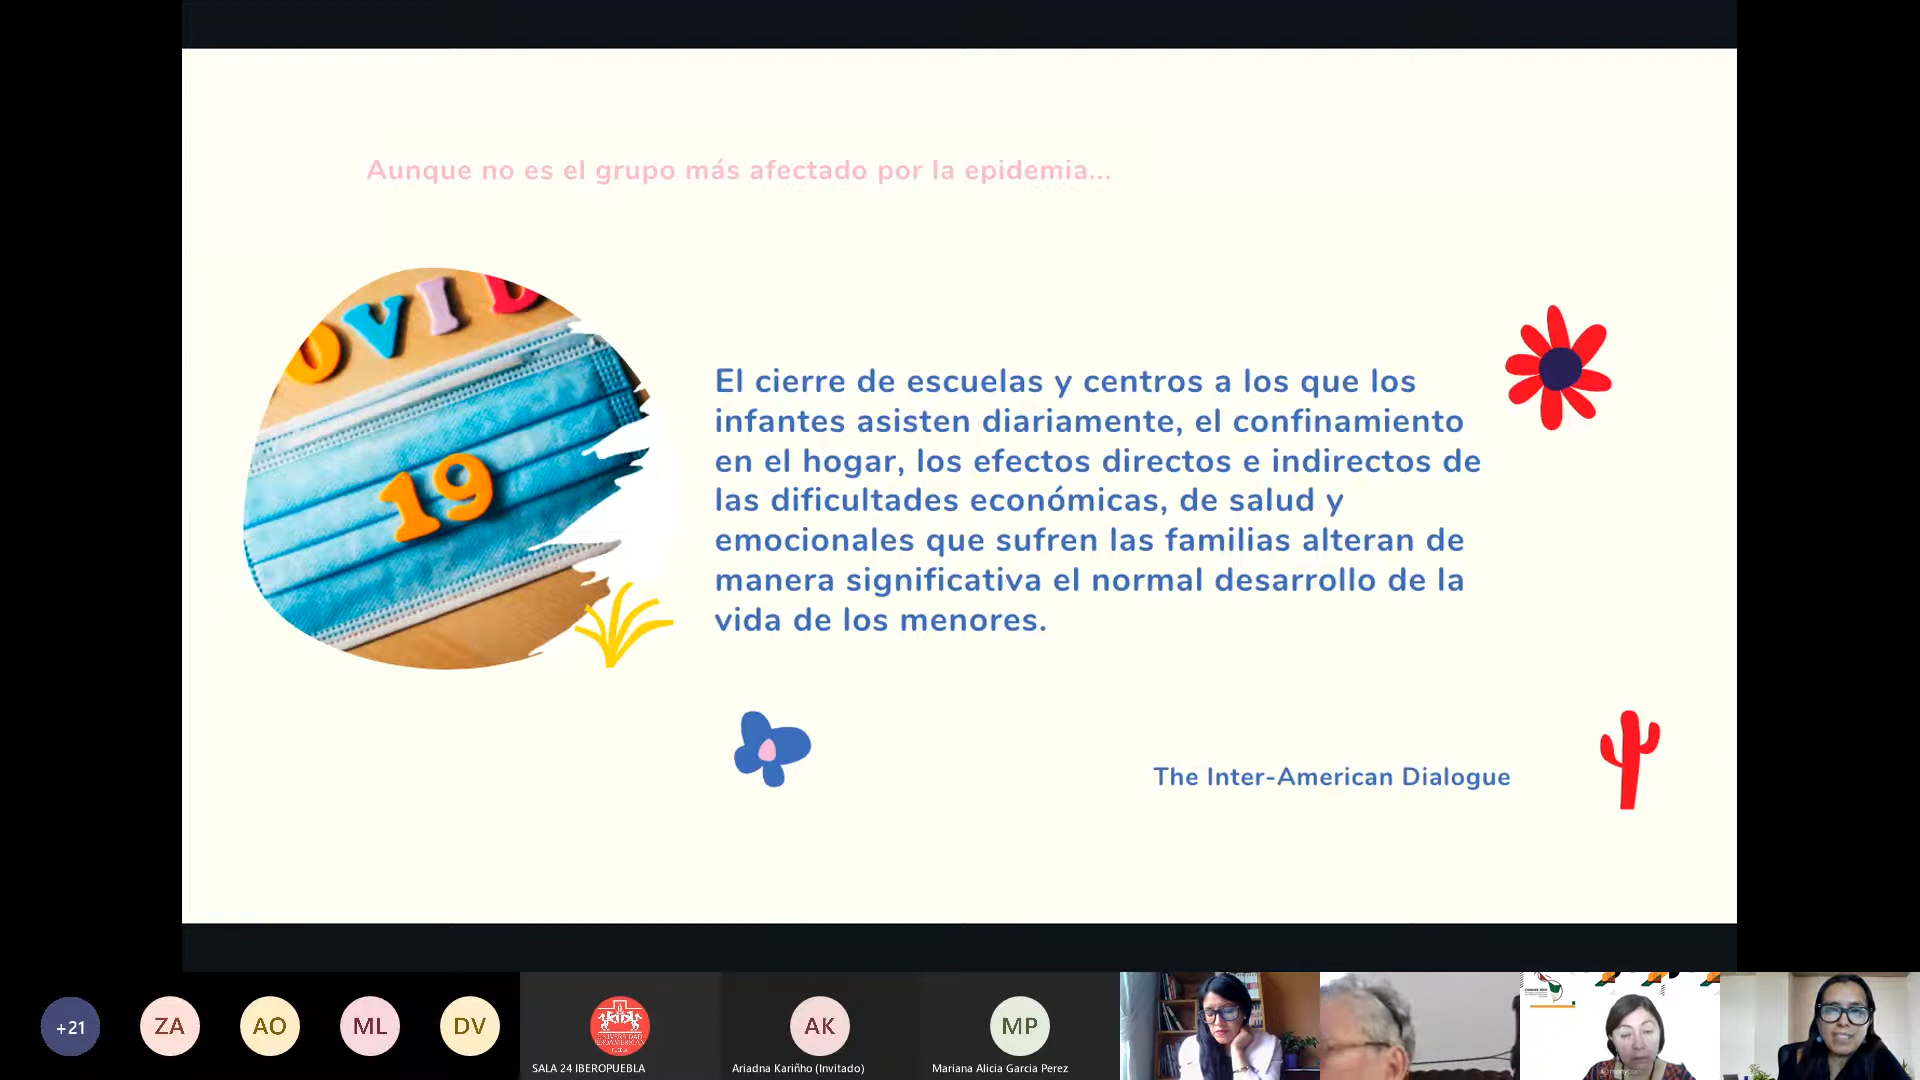 Aunque no es el grupo más afectado por la epidemia...
OVID
19
El cierre de escuelas y centros a los que los
infantes asisten diariamente, el confinamiento
en el hogar, los efectos directos e indirectos de
las dificultades económicas, de salud y
emocionales que sufren las familias alteran de
manera significativa el normal desarrollo de la
vida de los menores.
The Inter-American Dialogue
+21
ZA
AO
ML
DV
SALA 24 IBEROPUEBLA
AK
Ariadna Kariñho (Invitado)
MP
Mariana Alicia Garcia Perez